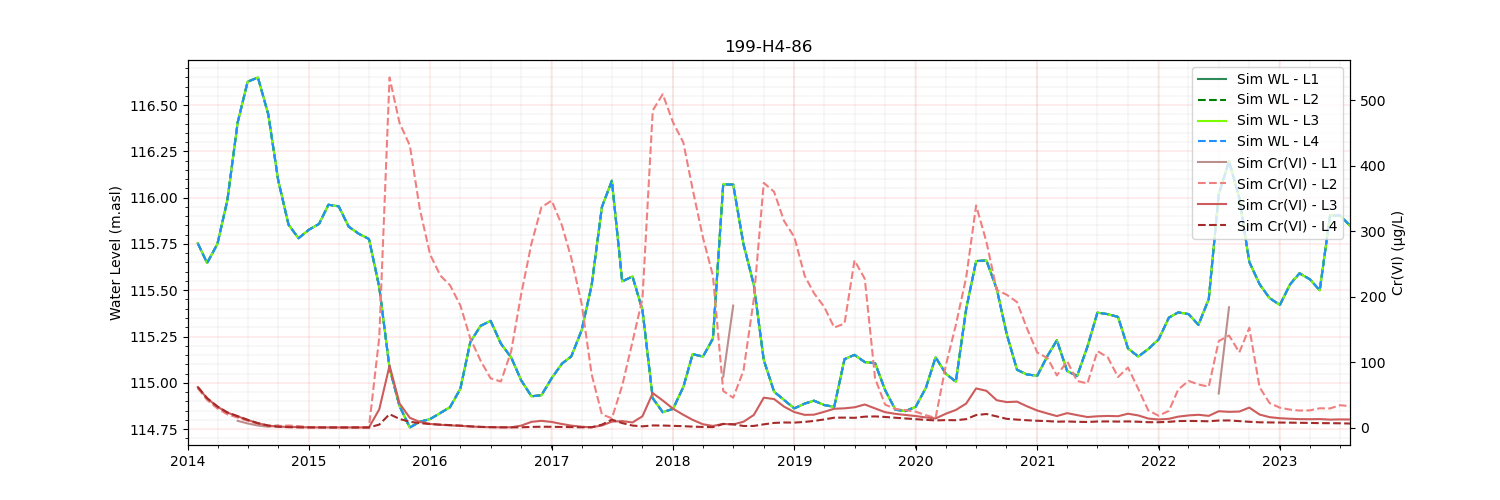 199-H4-86
Water Level (m.asl)
116.50
116.25
116.00
115.75
115.50
115.25
115.00
114.75
Sim WL - L1
Sim WL - L2
Sim WL - L3
Sim WL - L4
Sim Cr(VI) - L1
Sim Cr(VI) - L2
Sim Cr(VI) - L3
Sim Cr(VI) - L4
500
400
300
200
100
0
Cr(VI) (μg/L)
2014 2015 2016 2017 2018 2019 2020 2021 2022 2023